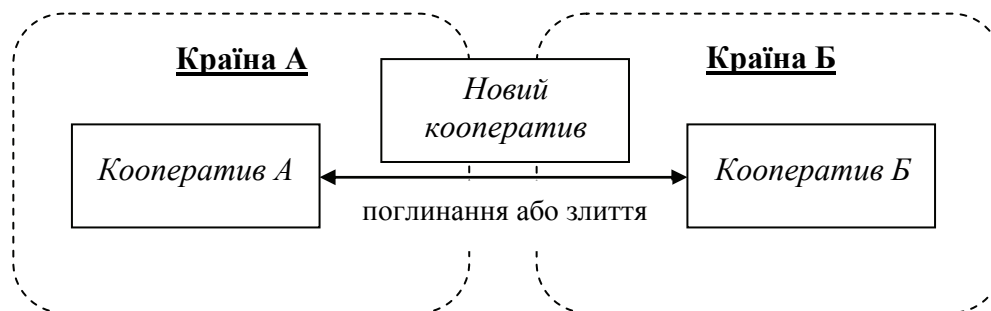 Країна А
Країна Б
Новий
кооператив
Кооператив А
Кооператив Б
поглинання або злиття